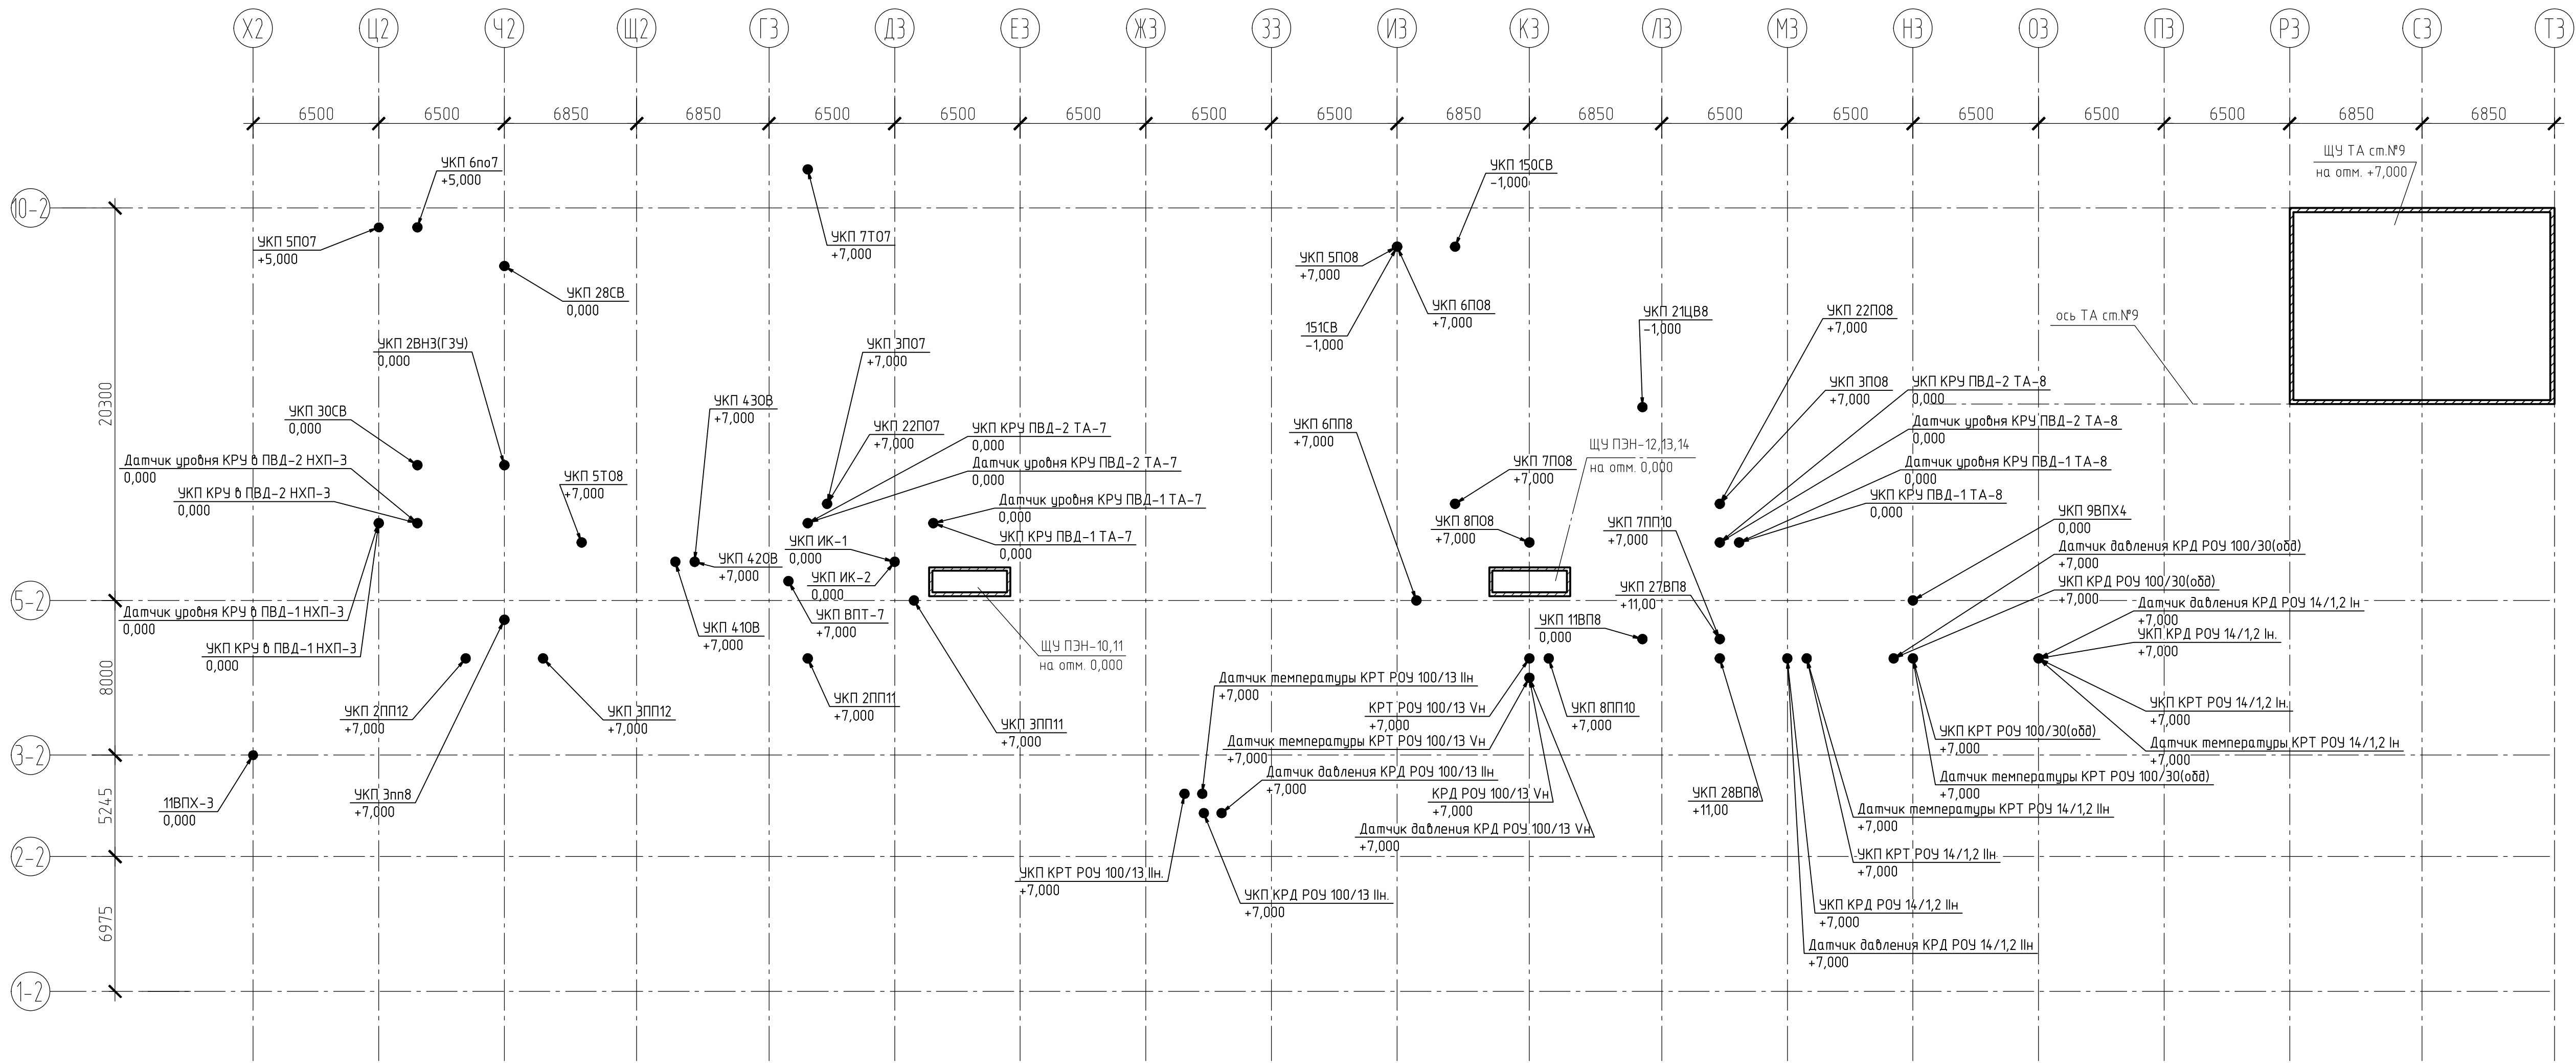 Х2 Ц2 Ч2 Щ2 Г3 Д3 Е3 Ж3 З3 И3 К3 Л3 М3 Н3 О3 П3 Р3 С3 Т3
6500 6500 6850 6850 6500 6500 6500 6500 6500 6850 6850 6500 6500 6500 6500 6500 6850 6850
10-2
5-2
3-2
2-2
1-2
20300
8000
5245
6975
УКП 6по7
+5,000
УКП 5ПО7
+5,000
УКП 28СВ
0,000
УКП 2ВНЗ(ГЗУ)
0,000
УКП 30СВ
0,000
Датчик уровня КРУ в ПВД-2 НХП-3
0,000
УКП КРУ в ПВД-2 НХП-3
0,000
Датчик уровня КРУ в ПВД-1 НХП-3
0,000
УКП КРУ в ПВД-1 НХП-3
0,000
УКП 2ПП12
+7,000
УКП 3пп8
+7,000
11ВПХ-3
0,000
УКП 3ПП12
+7,000
УКП 5ТО8
+7,000
УКП 7ТО7
+7,000
УКП 43ОВ
+7,000
УКП 42ОВ
+7,000
УКП 41ОВ
+7,000
УКП 3ПО7
+7,000
УКП 22ПО7
+7,000
УКП КРУ ПВД-2 ТА-7
0,000
Датчик уровня КРУ ПВД-2 ТА-7
0,000
Датчик уровня КРУ ПВД-1 ТА-7
0,000
УКП КРУ ПВД-1 ТА-7
0,000
УКП ИК-1
0,000
УКП ИК-2
0,000
УКП ВПТ-7
+7,000
УКП 2ПП11
+7,000
УКП 3ПП11
+7,000
ЩУ ПЭН-10,11
на отм. 0,000
УКП 150СВ
-1,000
УКП 5ПО8
+7,000
УКП 6ПО8
+7,000
151СВ
-1,000
УКП 6ПП8
+7,000
УКП 7ПО8
+7,000
УКП 8ПО8
+7,000
ЩУ ПЭН-12,13,14
на отм. 0,000
УКП 21ЦВ8
-1,000
УКП 22ПО8
+7,000
УКП 3ПО8
+7,000
УКП КРУ ПВД-2 ТА-8
0,000
Датчик уровня КРУ ПВД-2 ТА-8
0,000
Датчик уровня КРУ ПВД-1 ТА-8
0,000
УКП КРУ ПВД-1 ТА-8
0,000
УКП 7ПП10
+7,000
УКП 27ВП8
+11,00
УКП 11ВП8
0,000
УКП 8ПП10
+7,000
УКП 28ВП8
+11,00
Датчик температуры КРТ РОУ 100/13 IIн
+7,000
КРТ РОУ 100/13 Vн
+7,000
Датчик температуры КРТ РОУ 100/13 Vн
+7,000
Датчик давления КРД РОУ 100/13 IIн
+7,000
КРД РОУ 100/13 Vн
+7,000
Датчик давления КРД РОУ 100/13 Vн
+7,000
УКП КРТ РОУ 100/13 IIн.
+7,000
УКП КРД РОУ 100/13 IIн.
+7,000
УКП 9ВПХ4
0,000
Датчик давления КРД РОУ 100/30(обд)
+7,000
УКП КРД РОУ 100/30(обд)
+7,000
Датчик давления КРД РОУ 14/1,2 Iн
+7,000
УКП КРД РОУ 14/1,2 Iн.
+7,000
УКП КРТ РОУ 14/1,2 Iн.
+7,000
Датчик температуры КРТ РОУ 14/1,2 Iн
+7,000
УКП КРТ РОУ 100/30(обд)
+7,000
Датчик температуры КРТ РОУ 100/30(обд)
+7,000
Датчик температуры КРТ РОУ 14/1,2 IIн
+7,000
УКП КРТ РОУ 14/1,2 IIн
+7,000
УКП КРД РОУ 14/1,2 IIн
+7,000
Датчик давления КРД РОУ 14/1,2 IIн
+7,000
ось ТА ст.№9
ЩУ ТА ст.№9
на отм. +7,000